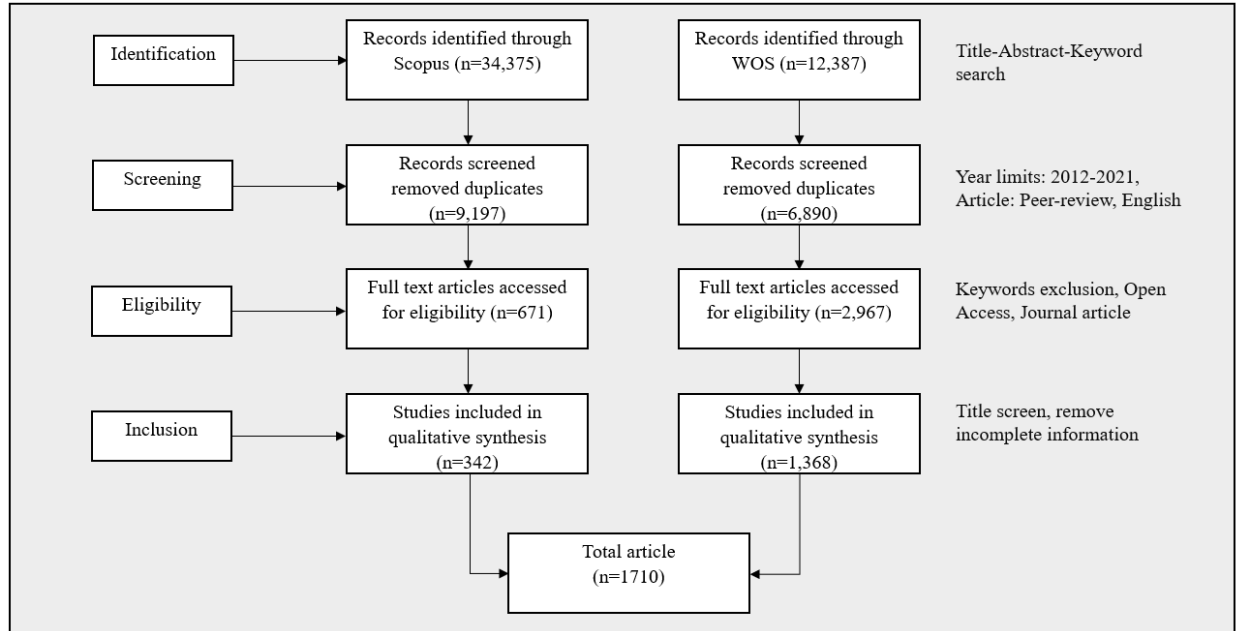 Identification
Records identified through
Scopus (n=34,375)
Records identified through
WOS (n=12,387)
Title-Abstract-Keyword
search
Screening
Records screened
removed duplicates
(n=9,197)
Records screened
removed duplicates
(n=6,890)
Year limits: 2012-2021,
Article: Peer-review, English
Eligibility
Full text articles accessed
for eligibility (n=671)
Full text articles accessed
for eligibility (n=2,967)
Keywords exclusion, Open
Access, Journal article
Inclusion
Studies included in
qualitative synthesis
(n=342)
Studies included in
qualitative synthesis
(n=1,368)
Title screen, remove
incomplete information
Total article
(n=1710)